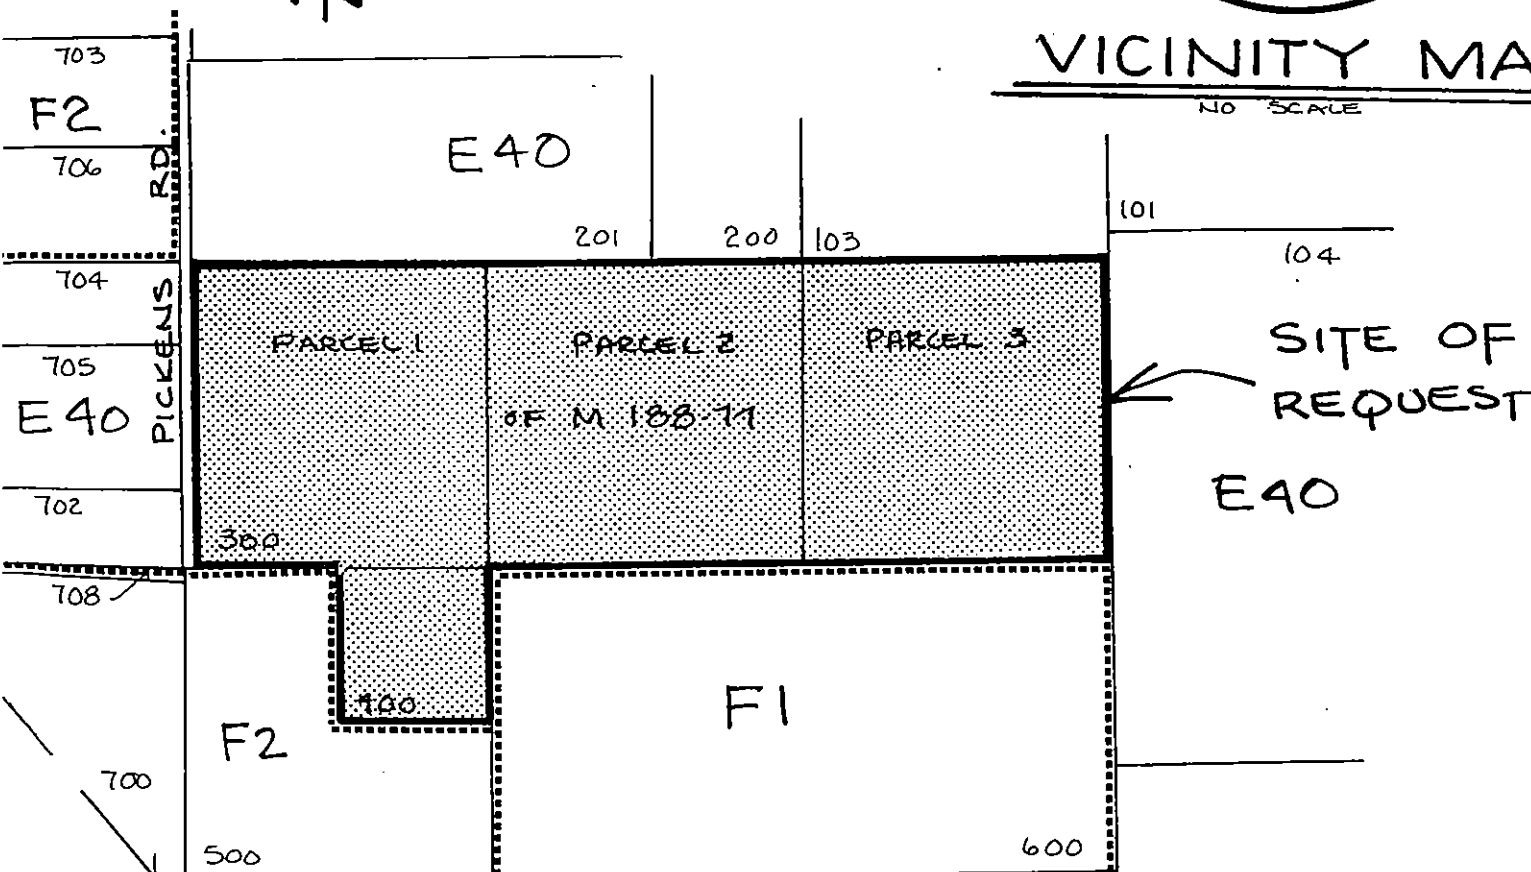 VICINITY MA
NO SCALE
703
F2
706
PICKENS RD.
E40
201
200
103
101
104
704
705
E40
702
PARCEL 1
PARCEL 2
PARCEL 3
OF M 188-77
SITE OF
REQUEST
E40
300
708
400
F2
F1
700
500
600